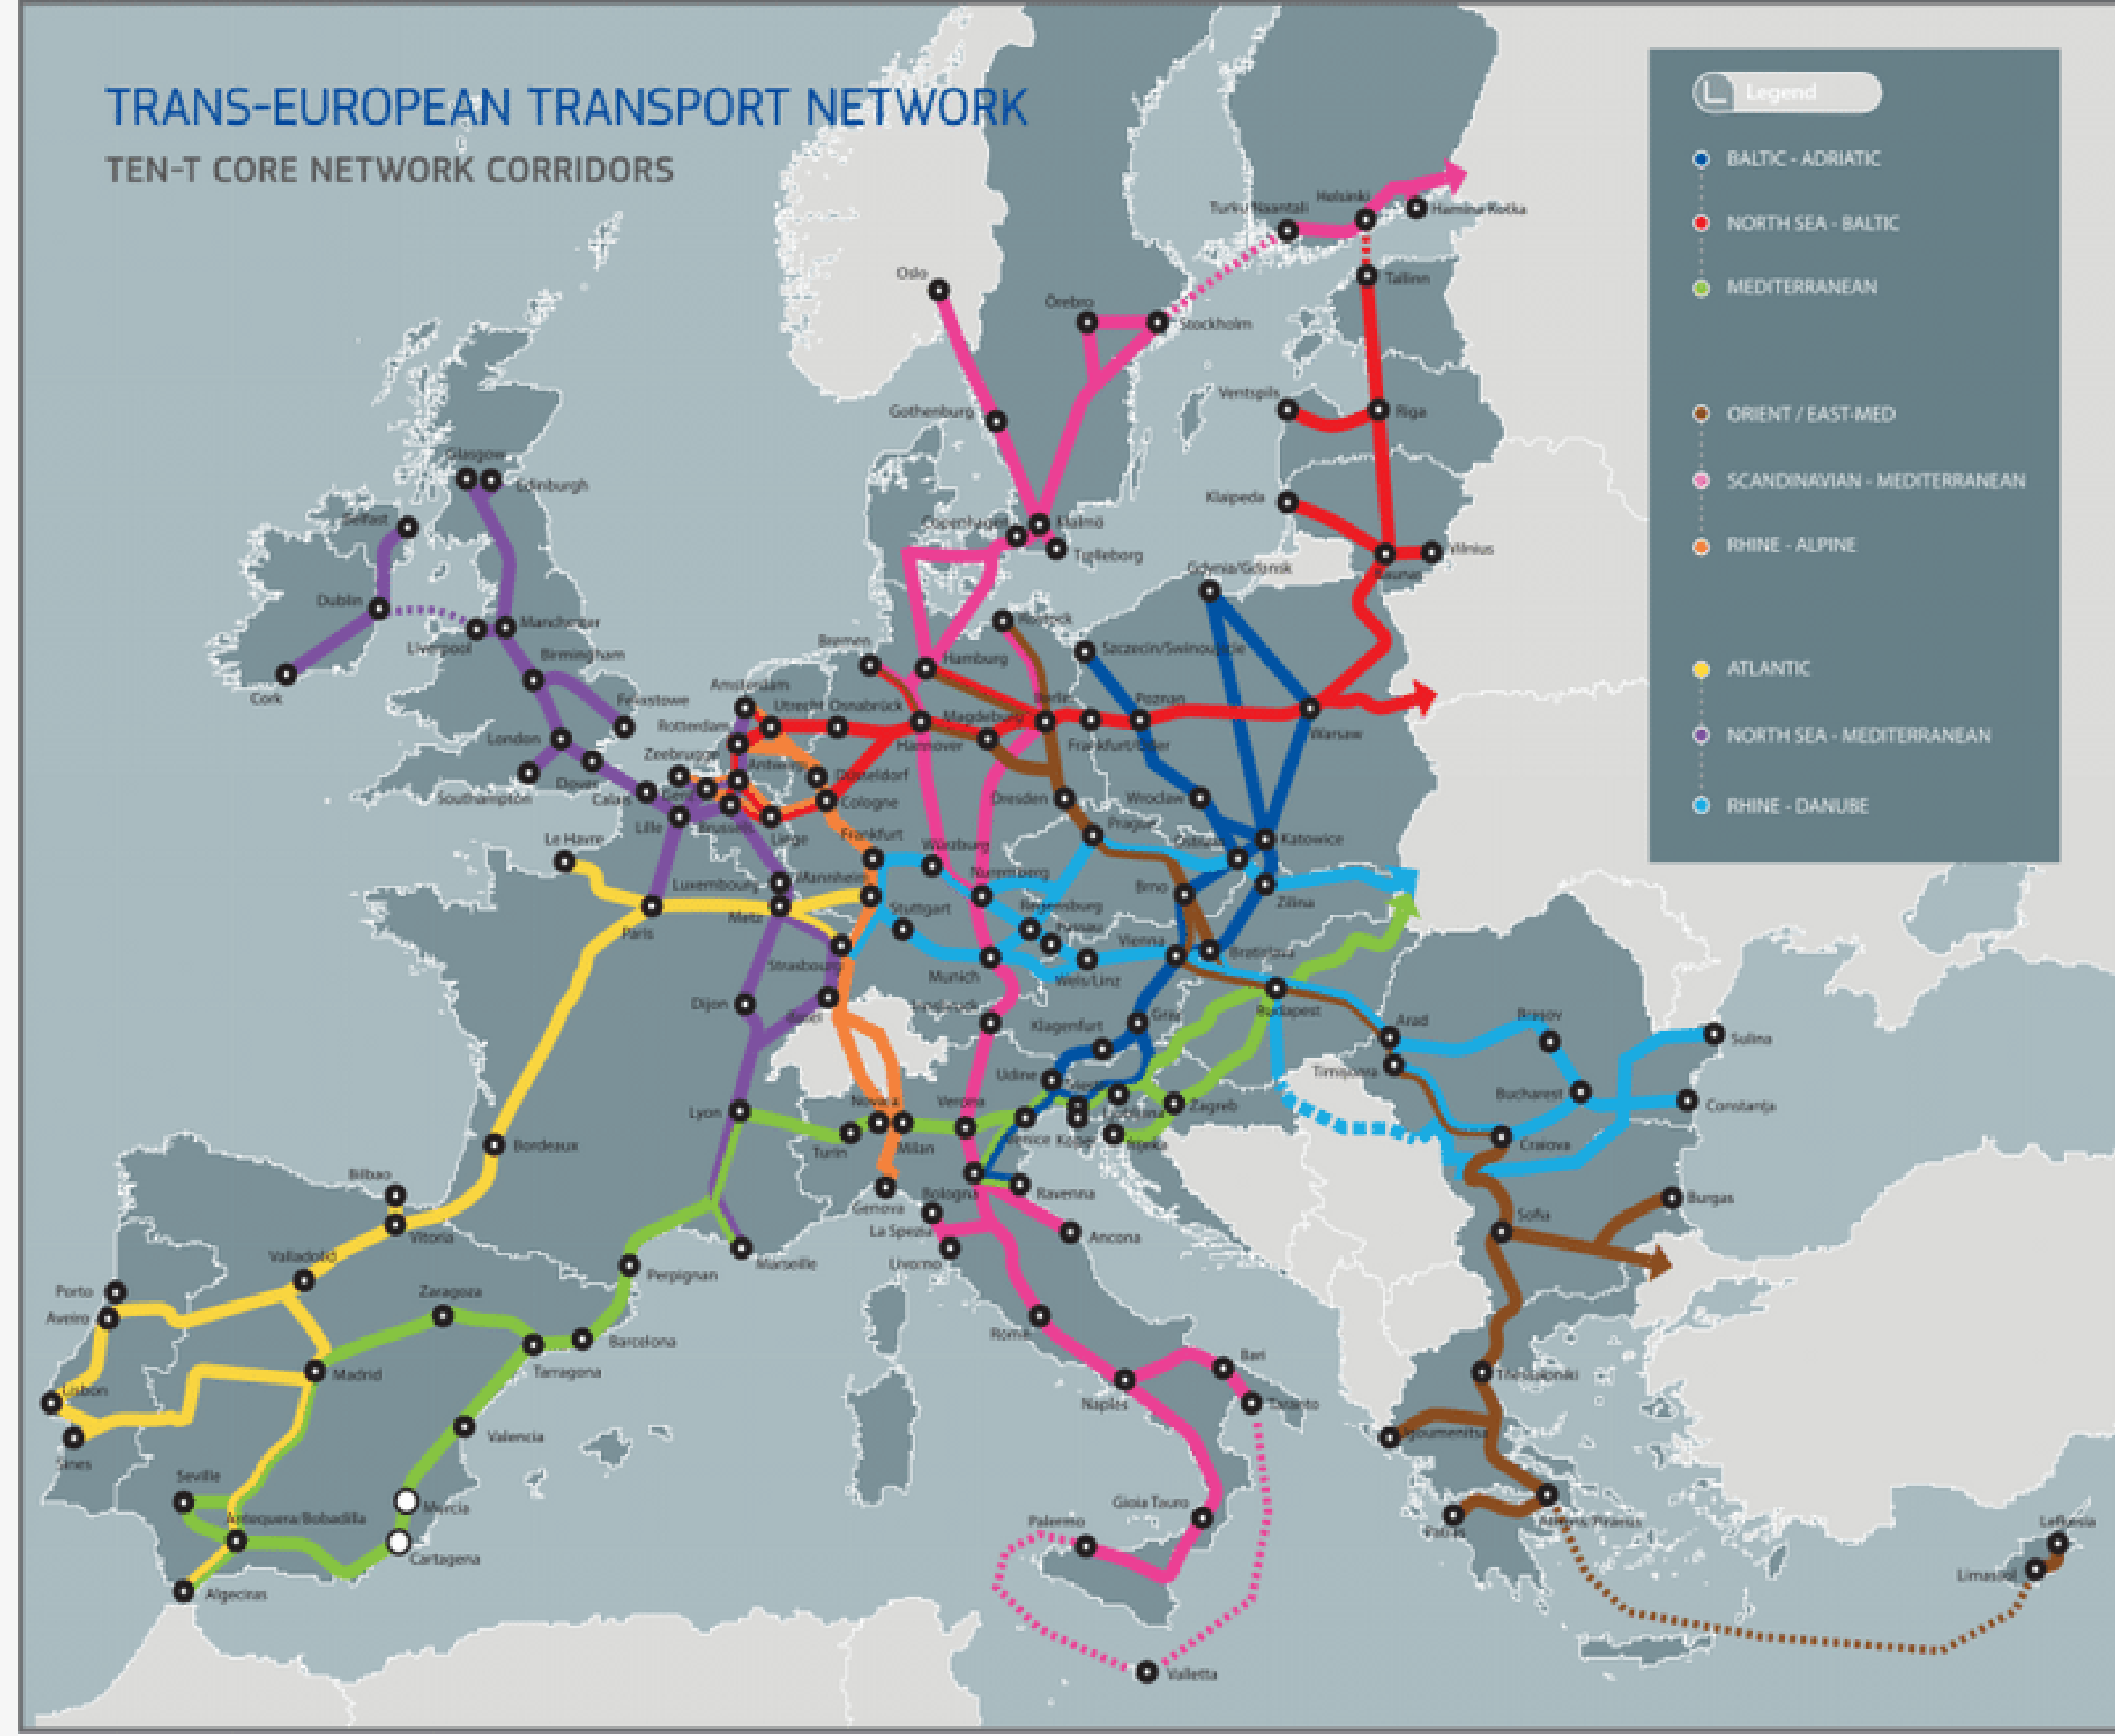 TRANS-EUROPEAN TRANSPORT NETWORK
TEN-T CORE NETWORK CORRIDORS
Legend
BALTIC - ADRIATIC
NORTH SEA - BALTIC
MEDITERRANEAN
ORIENT / EAST-MED
SCANDINAVIAN - MEDITERRANEAN
RHINE - ALPINE
ATLANTIC
NORTH SEA - MEDITERRANEAN
RHINE - DANUBE
Helsinki
Turku/Naantali
Hamina Kotka
Oslo
Tallinn
Örebro
Stockholm
Ventspils
Gothenburg
Riga
Glasgow
Edinburgh
Klaipeda
Belfast
Copenhagen
Malmö
Trelleborg
Vilnius
Gdynia/Gdansk
Kaunas
Dublin
Manchester
Rostock
Liverpool
Bremen
Szczecin/Swinoujscie
Birmingham
Hamburg
Cork
Amsterdam
Felixstowe
Utrecht
Osnabrück
Berlin
Poznan
Rotterdam
Magdeburg
London
Hannover
Frankfurt/Oder
Warsaw
Zeebrugge
Antwerp
Düsseldorf
Dover
Southampton
Calais
Gent
Cologne
Dresden
Wroclaw
Lille
Brussels
Liège
Frankfurt
Prague
Ostrava
Katowice
Le Havre
Würzburg
Luxembourg
Mannheim
Nuremberg
Brno
Zilina
Metz
Stuttgart
Regensburg
Paris
Passau
Vienna
Bratislava
Strasbourg
Munich
Wels/Linz
Dijon
Innsbruck
Basel
Klagenfurt
Graz
Budapest
Arad
Brasov
Sulina
Udine
Timisoara
Bucharest
Constanta
Lyon
Novara
Verona
Ljubljana
Zagreb
Turin
Milan
Venice
Koper
Rijeka
Craiova
Bordeaux
Bilbao
Bologna
Ravenna
Genova
Burgas
Vitoria
La Spezia
Ancona
Sofia
Valladolid
Livorno
Marseille
Perpignan
Porto
Zaragoza
Aveiro
Rome
Barcelona
Bari
Madrid
Tarragona
Thessaloniki
Lisbon
Naples
Taranto
Valencia
Igoumenitsa
Sines
Seville
Murcia
Gioia Tauro
Antequera/Bobadilla
Palermo
Patras
Athens/Piraeus
Lefkosia
Cartagena
Limassol
Algeciras
Valletta